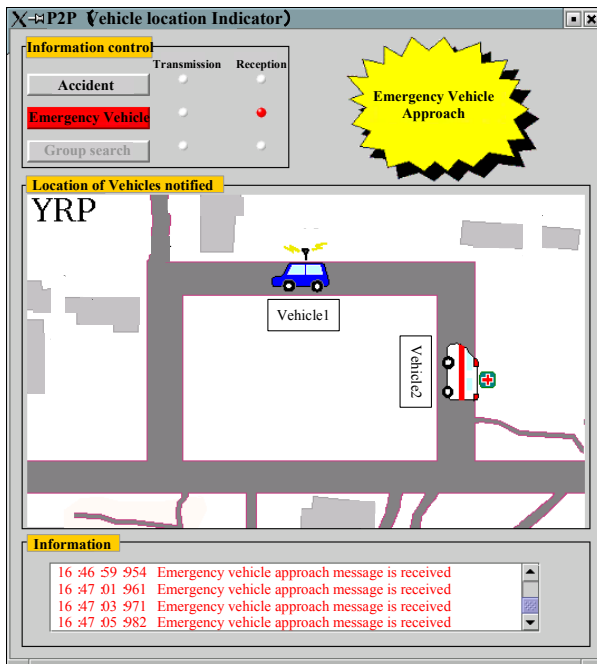 P2P (Vehicle location Indicator)
Information control
Transmission Reception
Accident
Emergency Vehicle
Group search
Emergency Vehicle
Approach
Location of Vehicles notified
YRP
Vehicle1
Vehicle2
Information
16 :46 :59 :954 Emergency vehicle approach message is received
16 :47 :01 :961 Emergency vehicle approach message is received
16 :47 :03 :971 Emergency vehicle approach message is received
16 :47 :05 :982 Emergency vehicle approach message is received